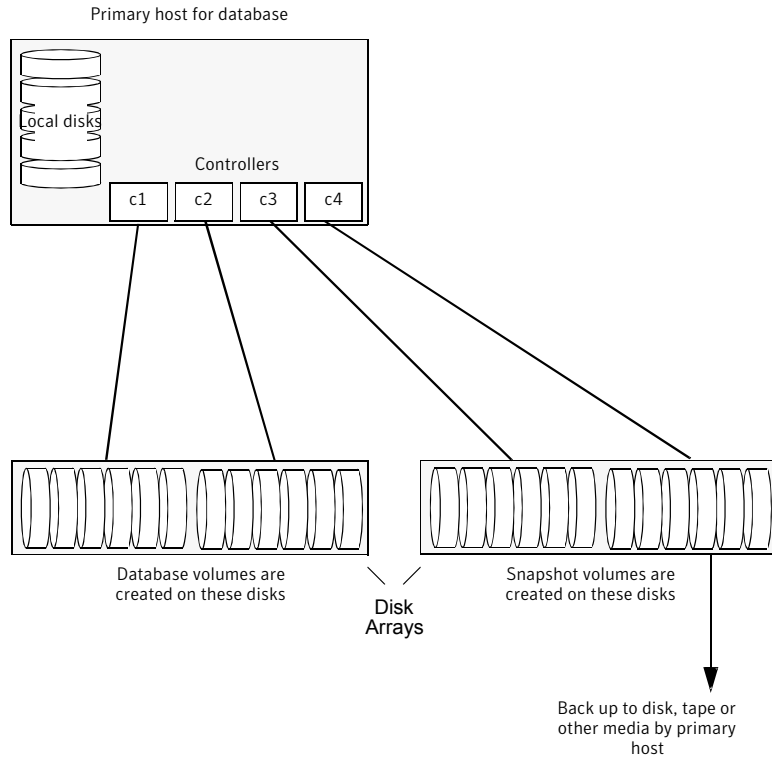 Primary host for database
Local disks
Controllers
c1
c2
c3
c4
Database volumes are
created on these disks
Snapshot volumes are
created on these disks
Disk
Arrays
Back up to disk, tape or
other media by primary
host